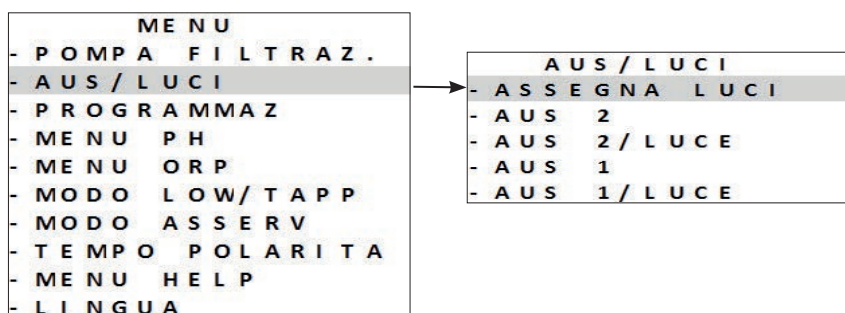 MENU
- POMPA FILTRAZ.
- AUS/LUCI
- PROGRAMMAZ
- MENU PH
- MENU ORP
- MODO LOW/TAPP
- MODO ASSERV
- TEMPO POLARITA
- MENU HELP
- LINGUA
AUS/LUCI
- ASSEGNA LUCI
- AUS 2
- AUS 2/LUCE
- AUS 1
- AUS 1/LUCE